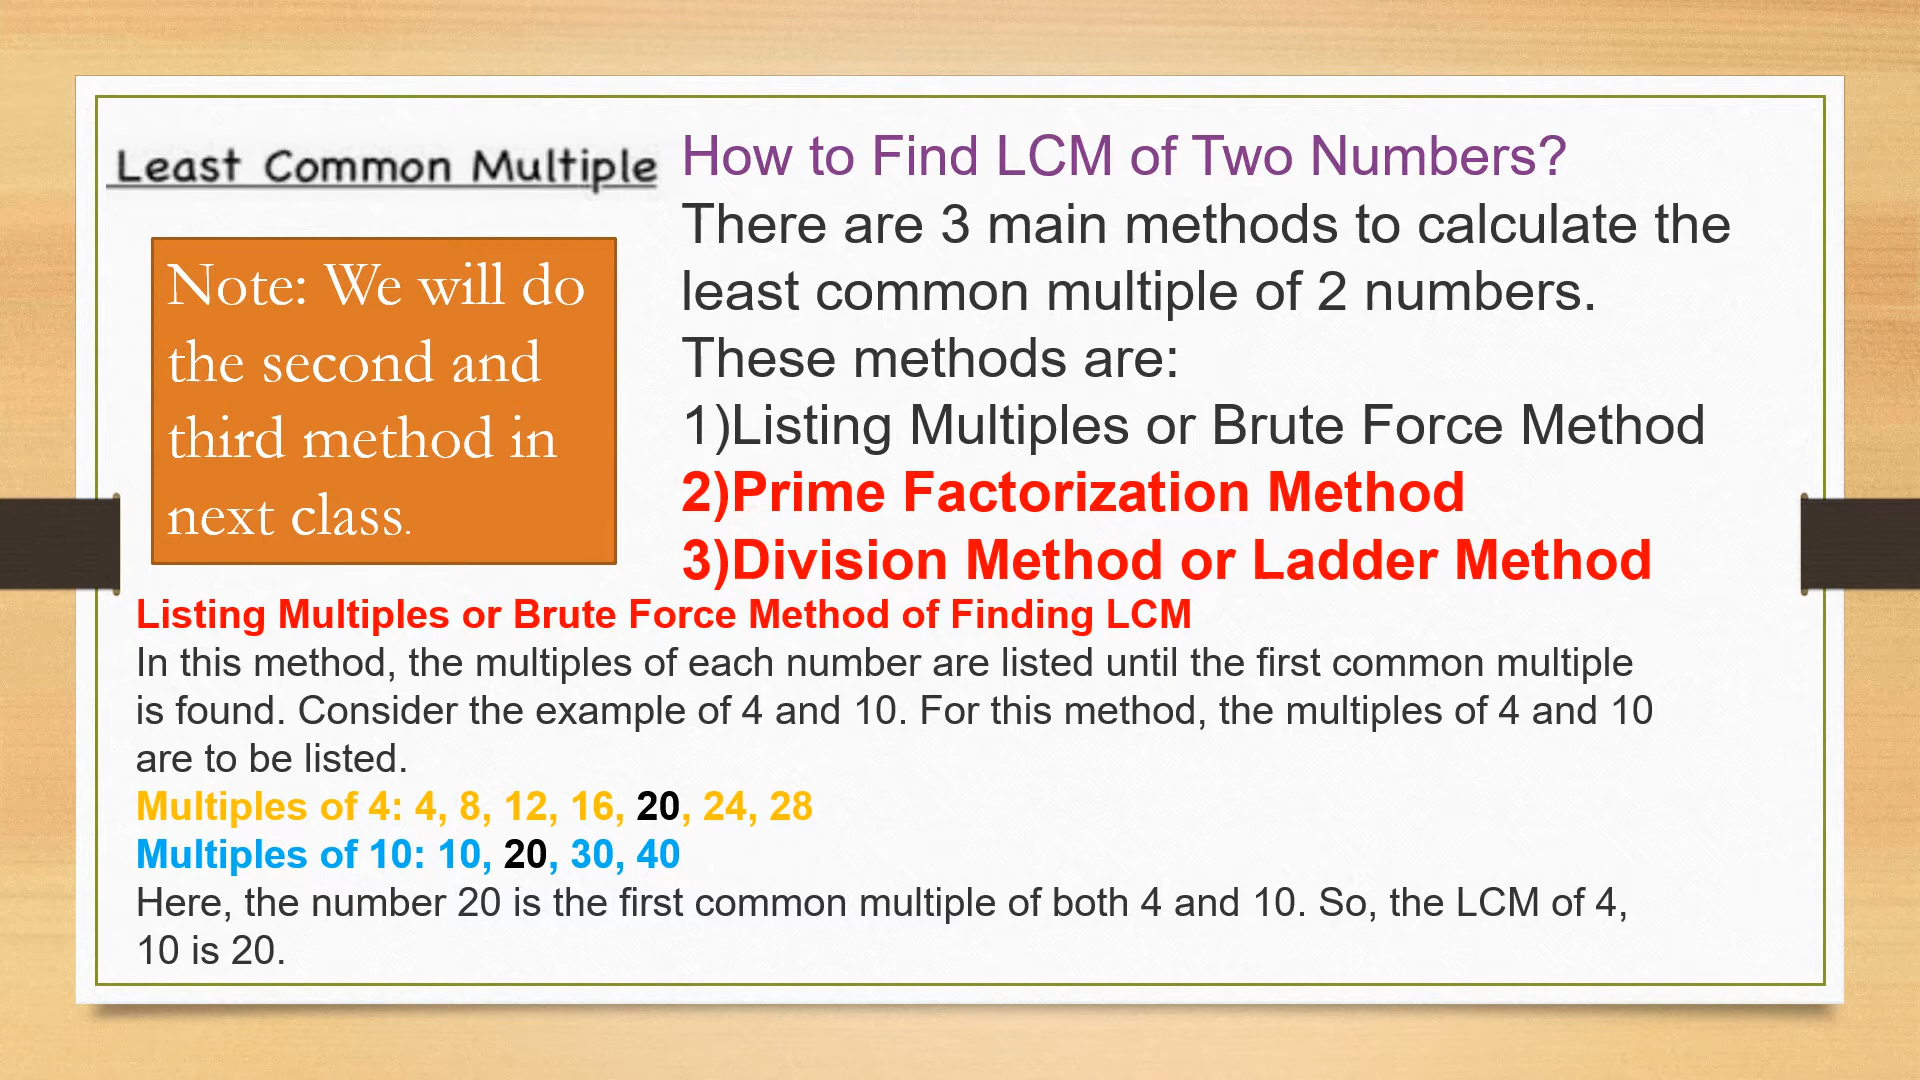 Least Common Multiple
Note: We will do
the second and
third method in
next class.
How to Find LCM of Two Numbers?
There are 3 main methods to calculate the
least common multiple of 2 numbers.
These methods are:
1)Listing Multiples or Brute Force Method
2)Prime Factorization Method
3)Division Method or Ladder Method
Listing Multiples or Brute Force Method of Finding LCM
In this method, the multiples of each number are listed until the first common multiple
is found. Consider the example of 4 and 10. For this method, the multiples of 4 and 10
are to be listed.
Multiples of 4: 4, 8, 12, 16, 20, 24, 28
Multiples of 10: 10, 20, 30, 40
Here, the number 20 is the first common multiple of both 4 and 10. So, the LCM of 4,
10 is 20.